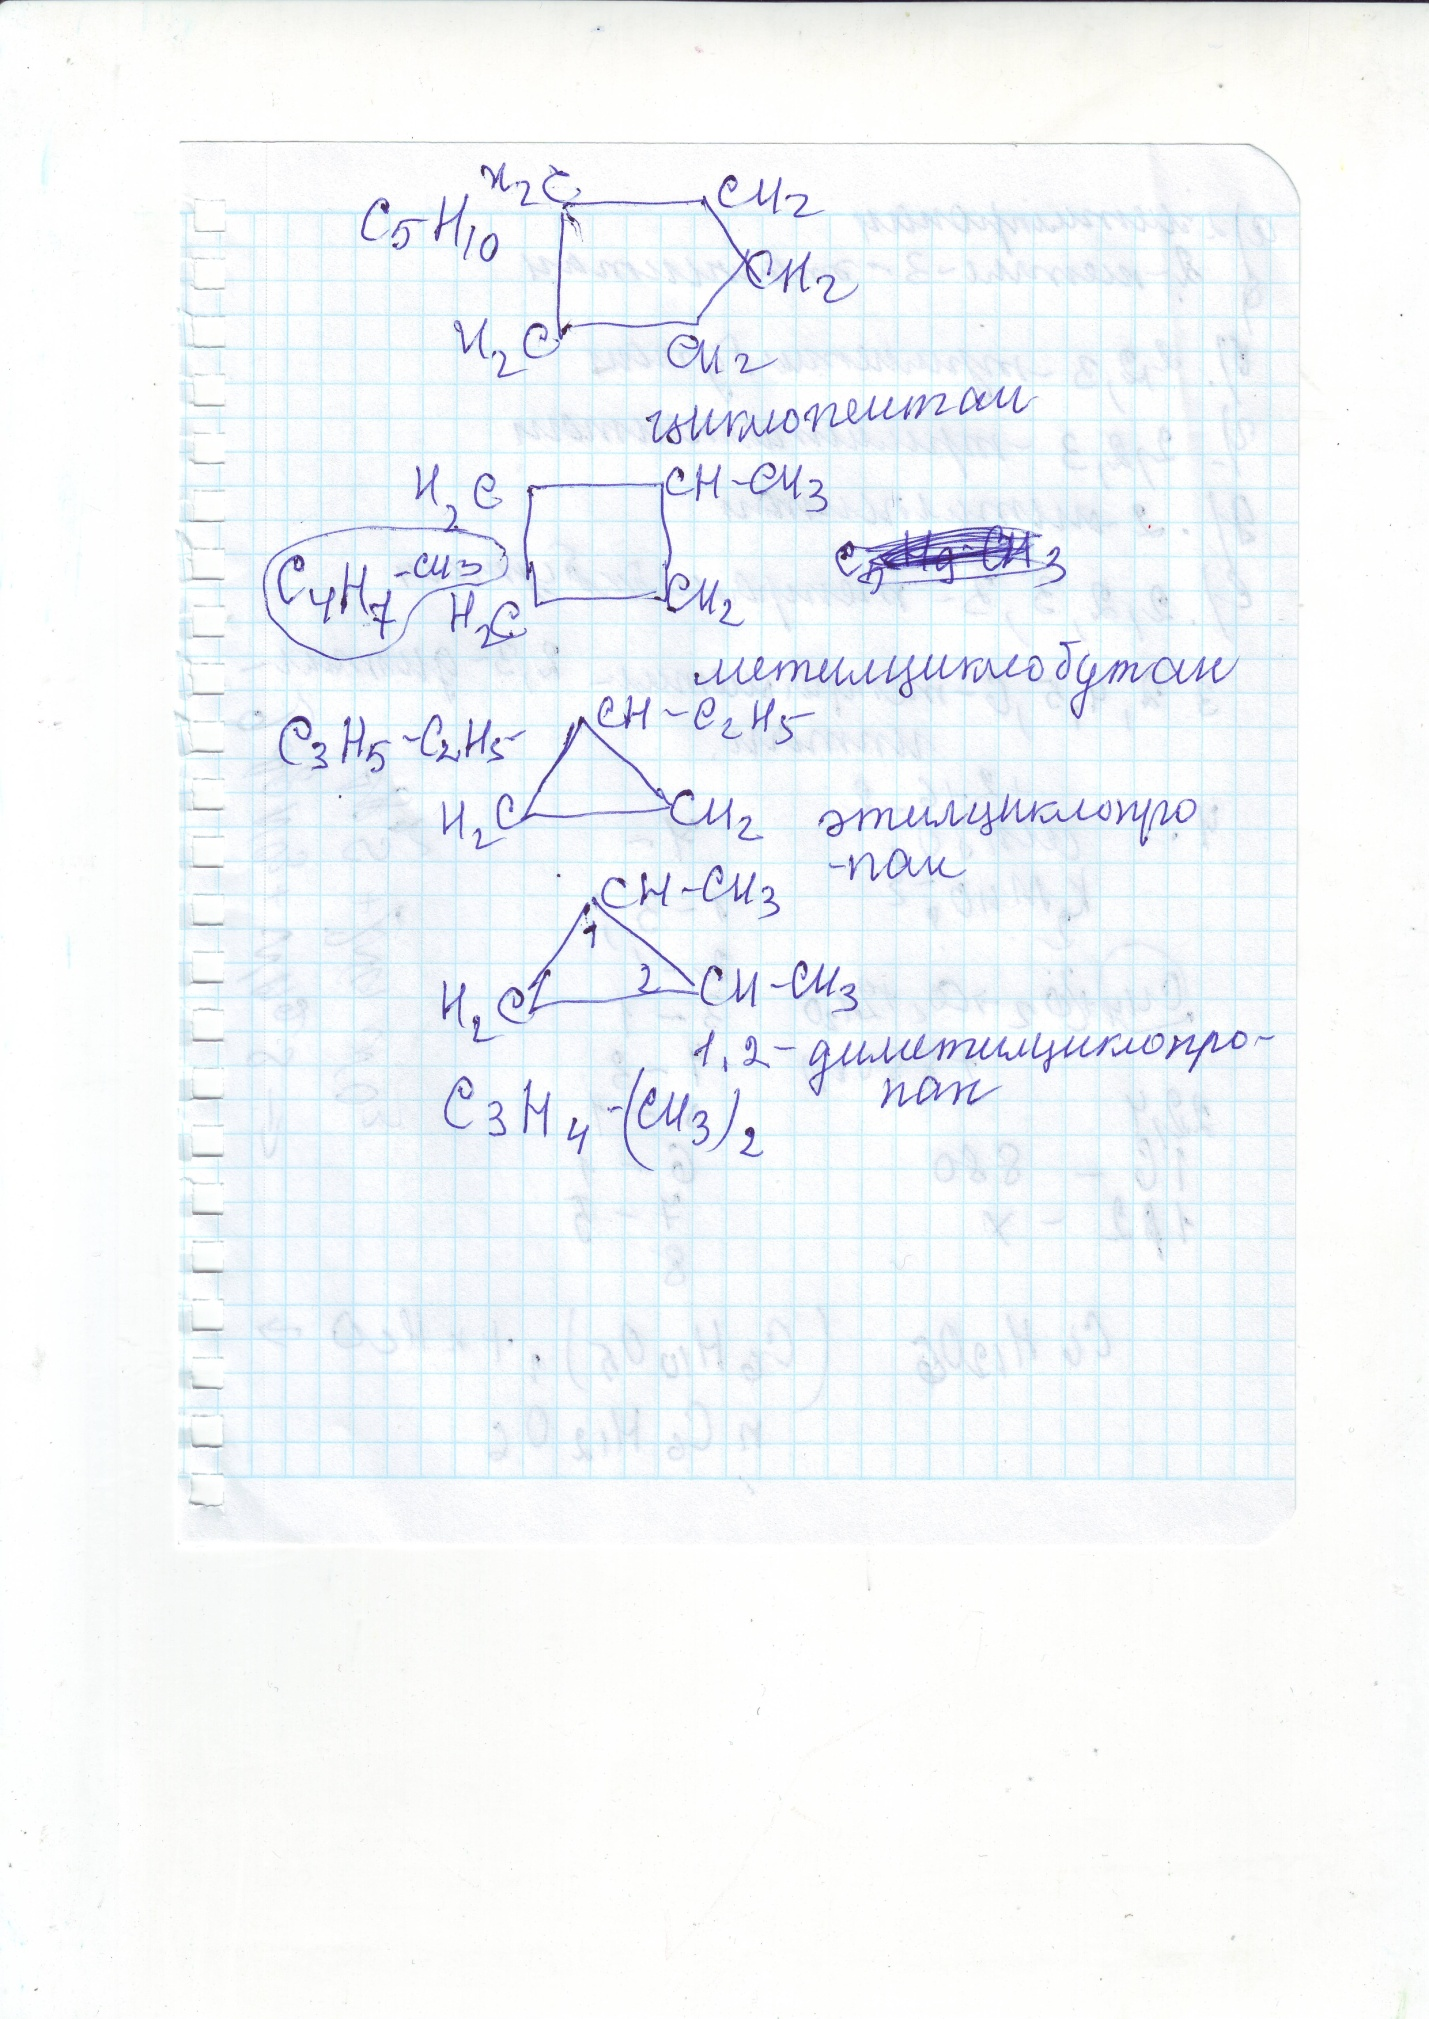 H₂C CH₂
C₅H₁₀
CH₂
H₂C CH₂
циклопентан
H₂C CH-CH₃
C₄H₇-CH₃
H₂C CH₂
метилциклобутан
CH-C₂H₅
C₃H₅-C₂H₅
H₂C CH₂ этилциклопро
-пан
CH-CH₃
1
H₂C 2 CH-CH₃
1,2-диметилциклопро-
пан
C₃H₄-(CH₃)₂